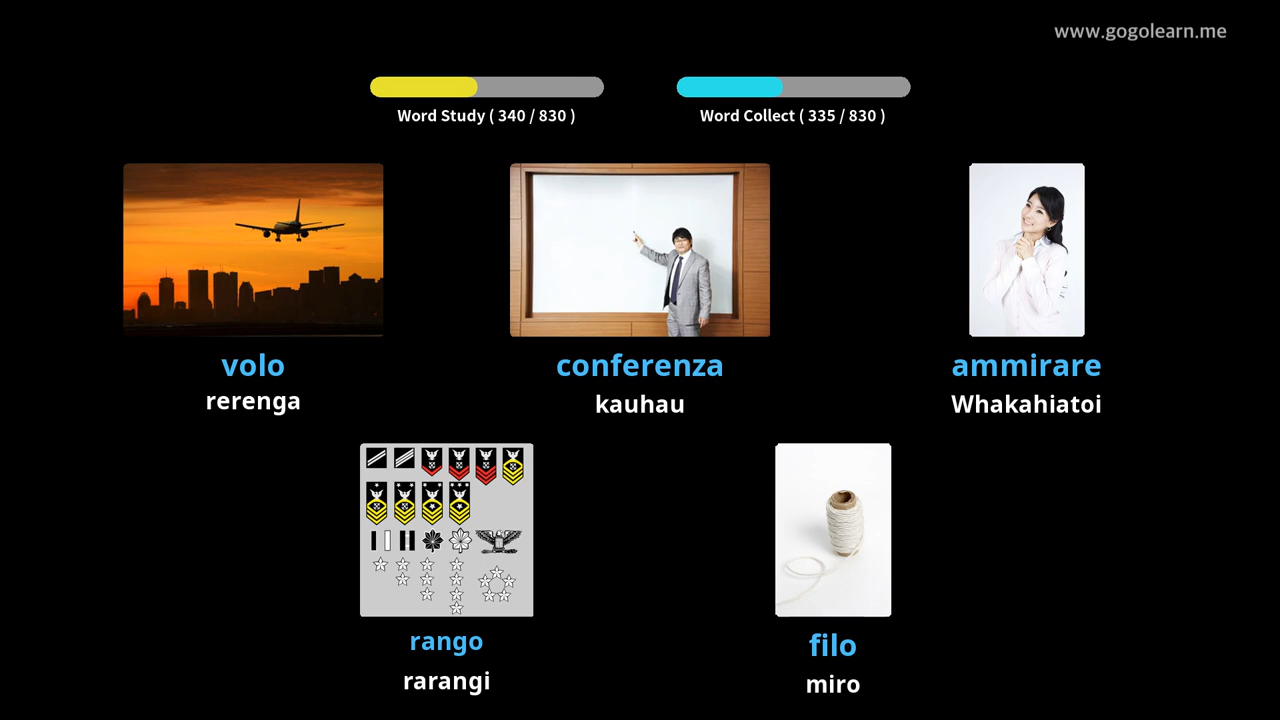 www.gogolearn.me
Word Study ( 340 / 830 )
Word Collect ( 335 / 830 )
volo
rerenga
conferenza
kauhau
ammirare
Whakahiatoi
rango
rarangi
filo
miro